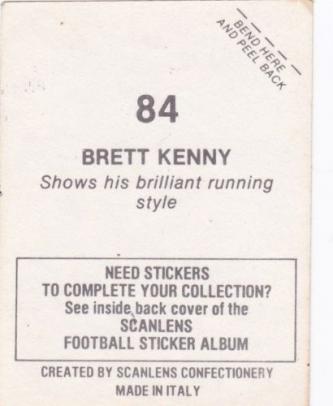 BEND HERE
AND PEEL BACK
84
BRETT KENNY
Shows his brilliant running
style
NEED STICKERS
TO COMPLETE YOUR COLLECTION?
See inside back cover of the
SCANLENS
FOOTBALL STICKER ALBUM
CREATED BY SCANLENS CONFECTIONERY
MADE IN ITALY